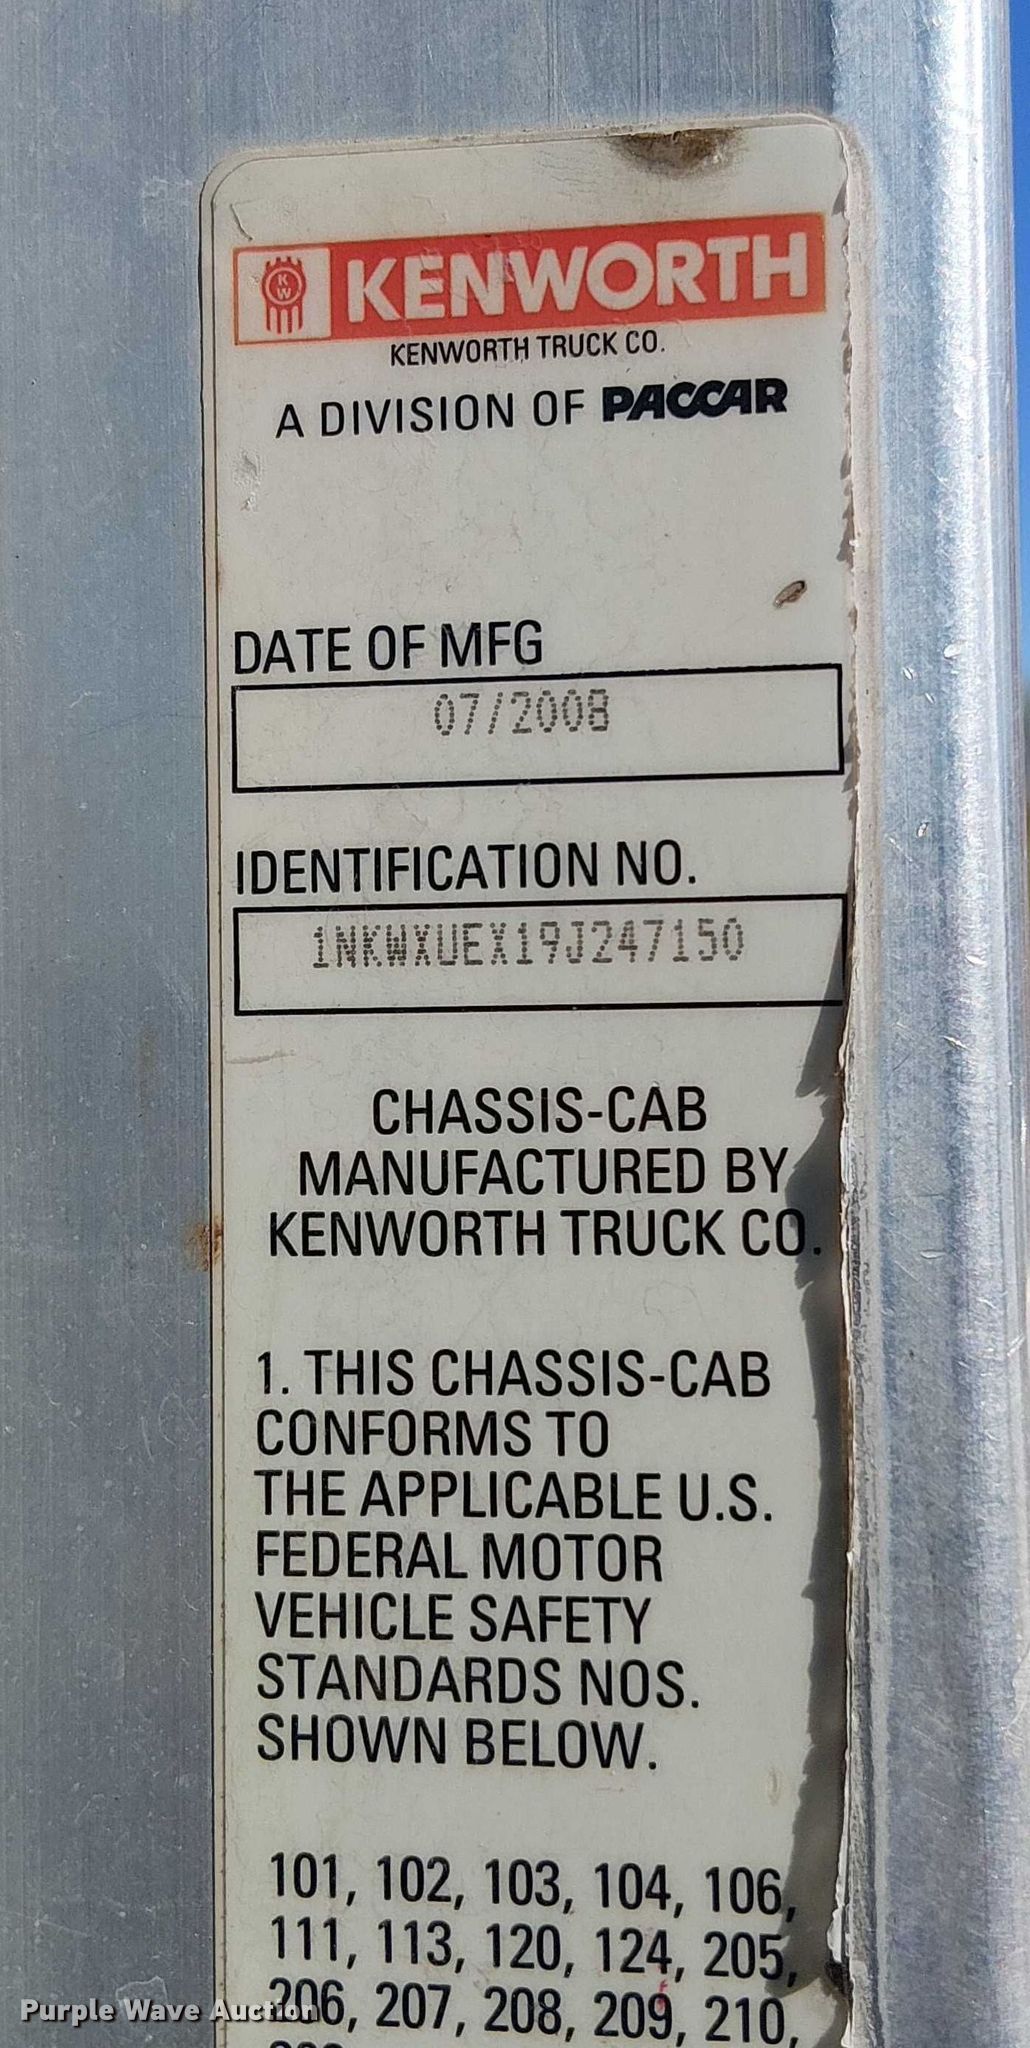 KW
KENWORTH
KENWORTH TRUCK CO.
A DIVISION OF PACCAR
DATE OF MFG
07/2008
IDENTIFICATION NO.
1NKWXUEX19J247150
CHASSIS-CAB
MANUFACTURED BY
KENWORTH TRUCK CO.
1. THIS CHASSIS-CAB
CONFORMS TO
THE APPLICABLE U.S.
FEDERAL MOTOR
VEHICLE SAFETY
STANDARDS NOS.
SHOWN BELOW.
101, 102, 103, 104, 106,
111, 113, 120, 124, 205,
206, 207, 208, 209, 210,
Purple Wave Auction